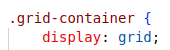 .grid-container {
    display: grid;